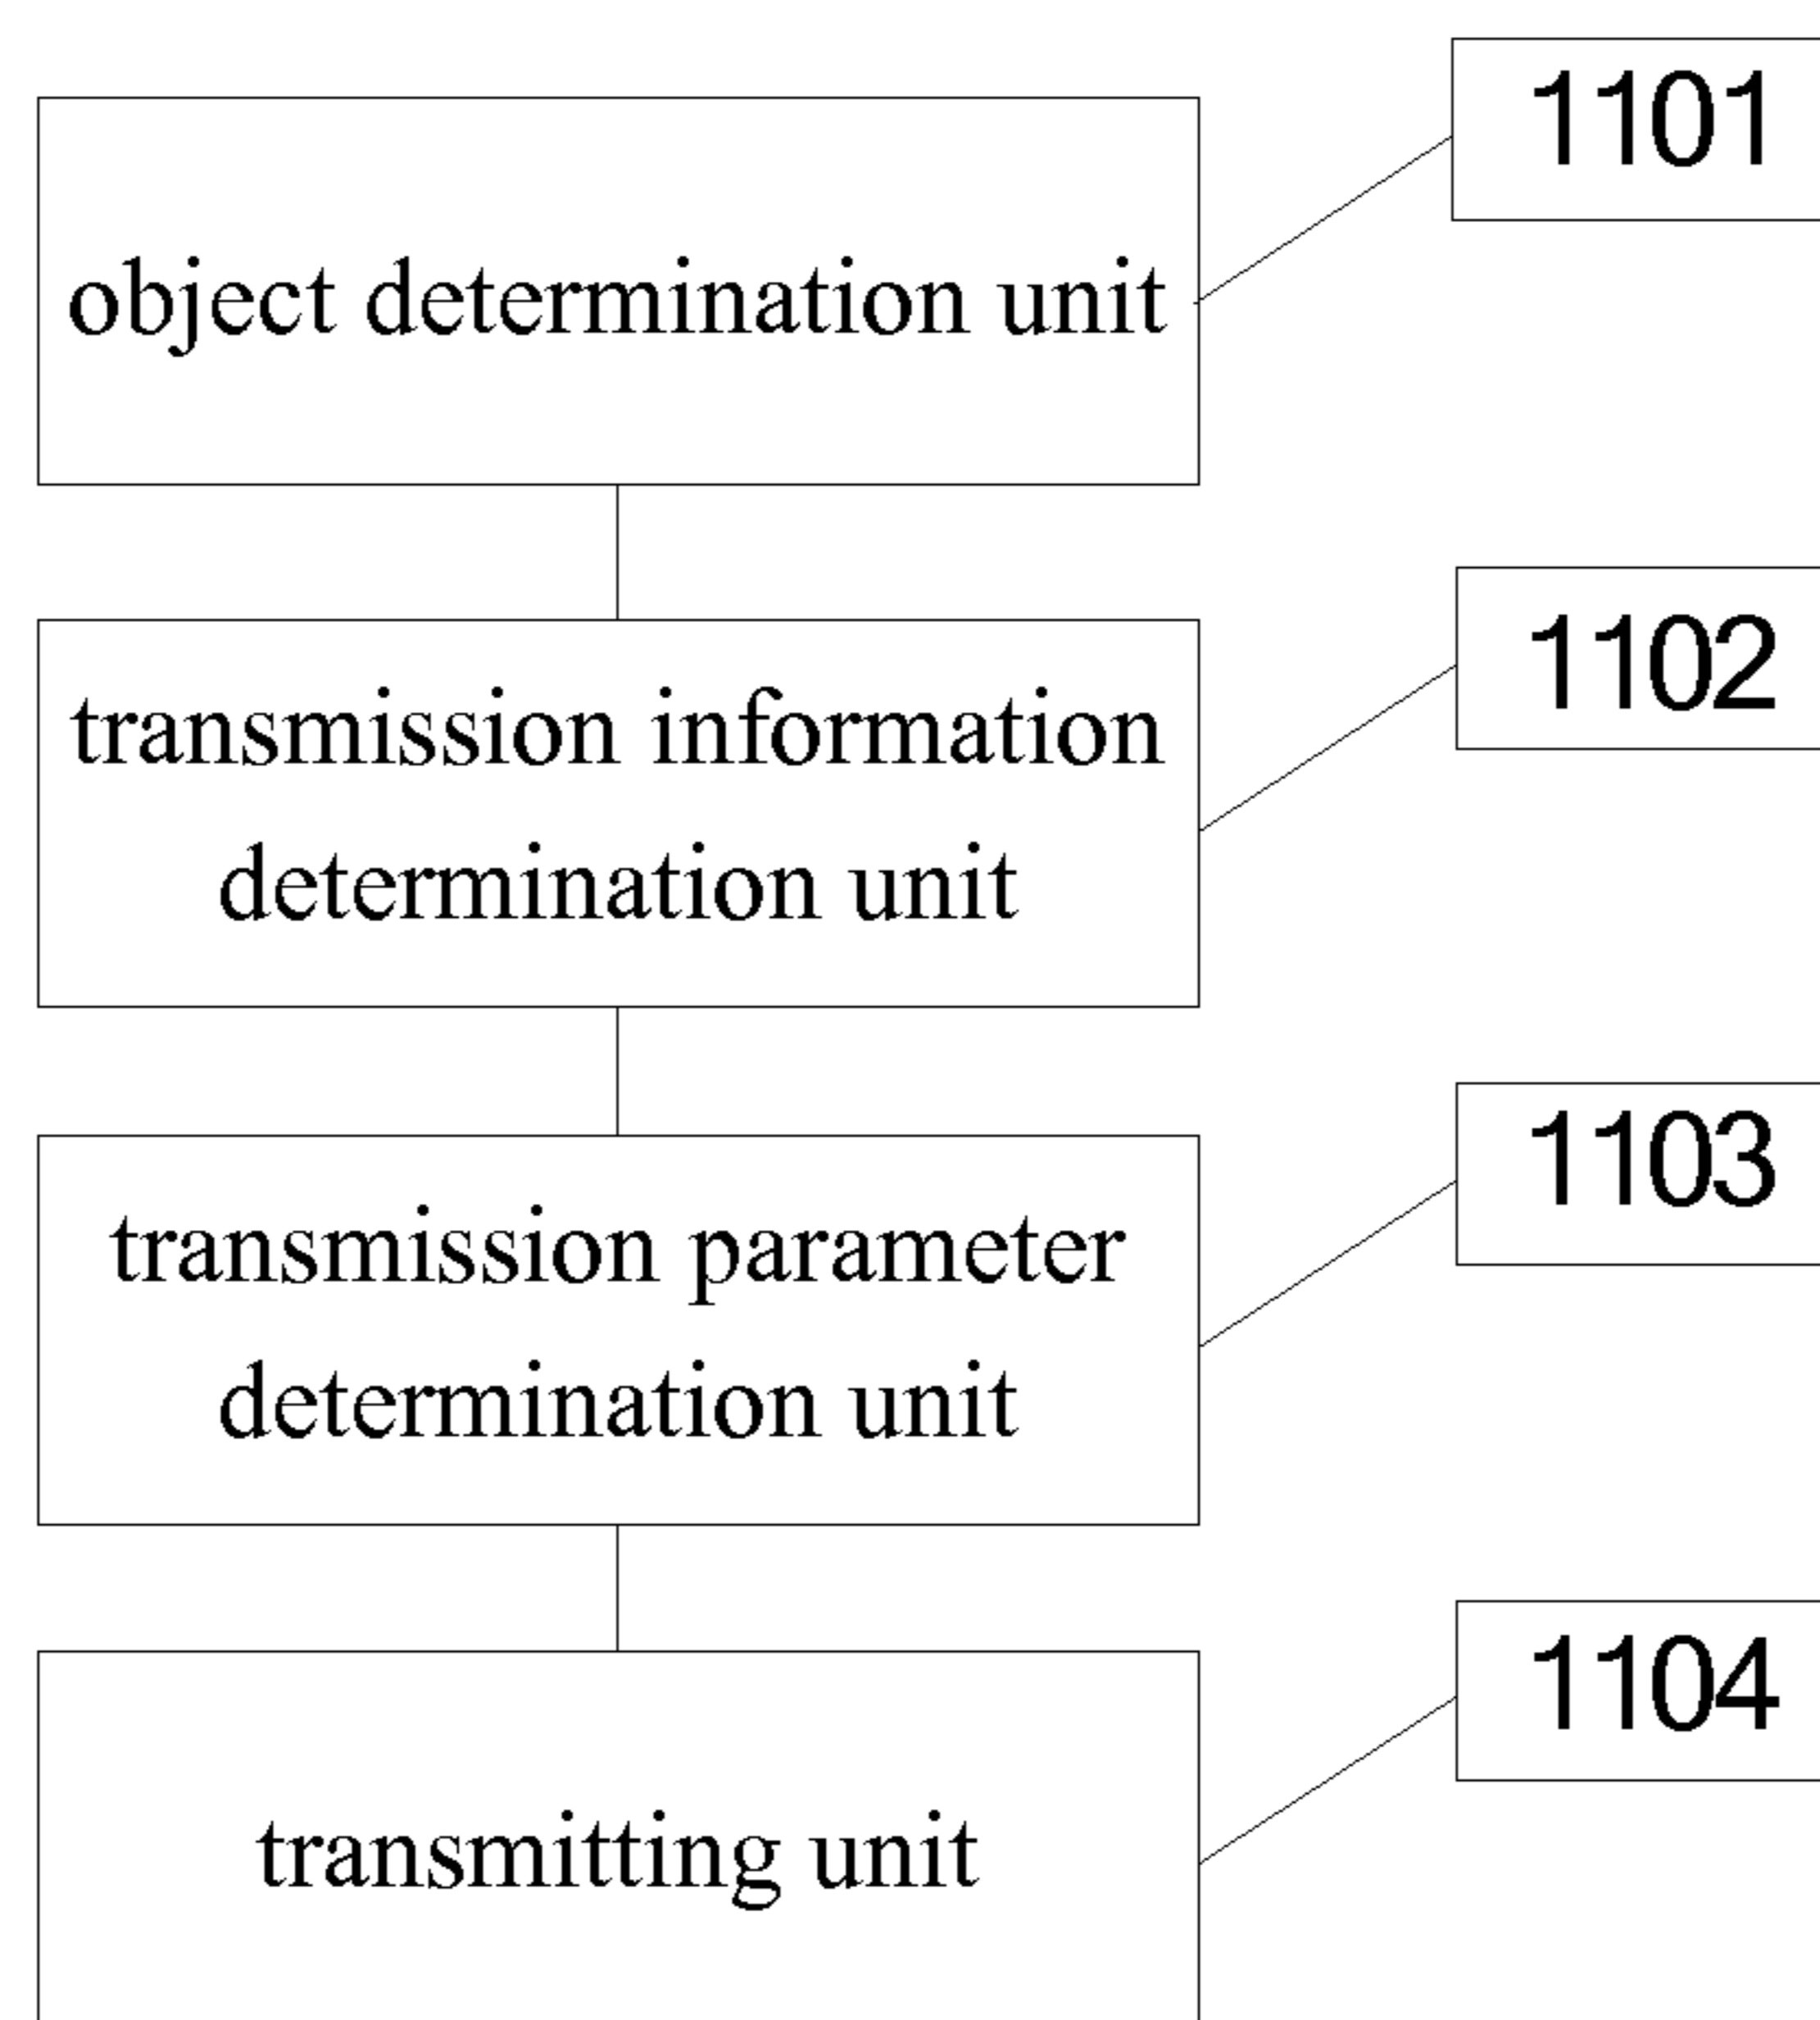 1101
object determination unit
1102
transmission information
determination unit
1103
transmission parameter
determination unit
1104
transmitting unit